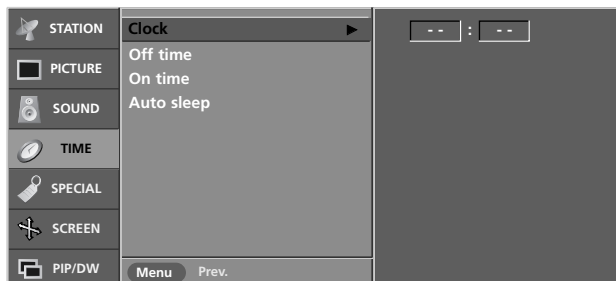 STATION
PICTURE
SOUND
TIME
SPECIAL
SCREEN
PIP/DW
Clock ►
Off time
On time
Auto sleep
Menu Prev.
- - : - -